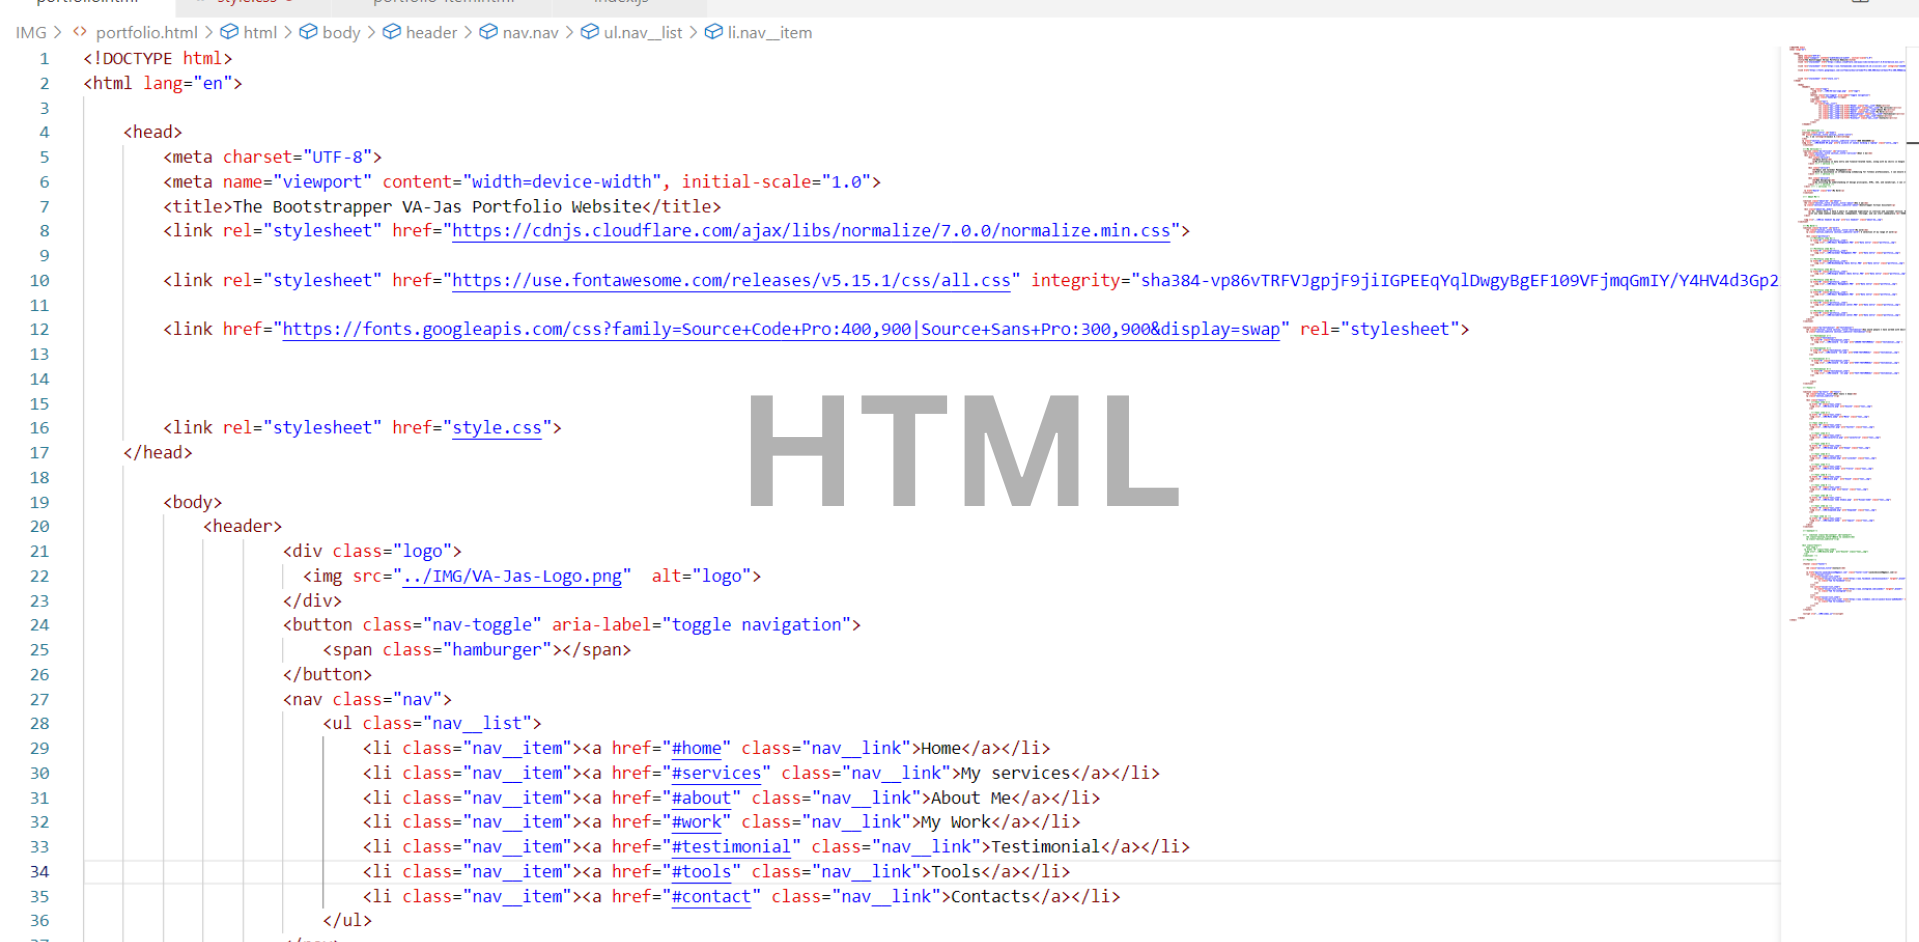 portfolio.html style.css portfolio-item.html index.js
IMG > <> portfolio.html > html > body > header > nav.nav > ul.nav__list > li.nav__item
1 <!DOCTYPE html>
2 <html lang="en">
3
4 <head>
5 <meta charset="UTF-8">
6 <meta name="viewport" content="width=device-width", initial-scale="1.0">
7 <title>The Bootstrapper VA-Jas Portfolio Website</title>
8 <link rel="stylesheet" href="https://cdnjs.cloudflare.com/ajax/libs/normalize/7.0.0/normalize.min.css">
9
10 <link rel="stylesheet" href="https://use.fontawesome.com/releases/v5.15.1/css/all.css" integrity="sha384-vp86vTRFVJgpjF9jiIGPEEqYqlDwgyBgEF109VFjmqGmIY/Y4HV4d3Gp2
11
12 <link href="https://fonts.googleapis.com/css?family=Source+Code+Pro:400,900|Source+Sans+Pro:300,900&display=swap" rel="stylesheet">
13
14
15
16 <link rel="stylesheet" href="style.css">
HTML
17 </head>
18
19 <body>
20 <header>
21 <div class="logo">
22 <img src="../IMG/VA-Jas-Logo.png" alt="logo">
23 </div>
24 <button class="nav-toggle" aria-label="toggle navigation">
25 <span class="hamburger"></span>
26 </button>
27 <nav class="nav">
28 <ul class="nav__list">
29 <li class="nav__item"><a href="#home" class="nav__link">Home</a></li>
30 <li class="nav__item"><a href="#services" class="nav__link">My services</a></li>
31 <li class="nav__item"><a href="#about" class="nav__link">About Me</a></li>
32 <li class="nav__item"><a href="#work" class="nav__link">My Work</a></li>
33 <li class="nav__item"><a href="#testimonial" class="nav__link">Testimonial</a></li>
34 <li class="nav__item"><a href="#tools" class="nav__link">Tools</a></li>
35 <li class="nav__item"><a href="#contact" class="nav__link">Contacts</a></li>
36 </ul>
37 </nav>